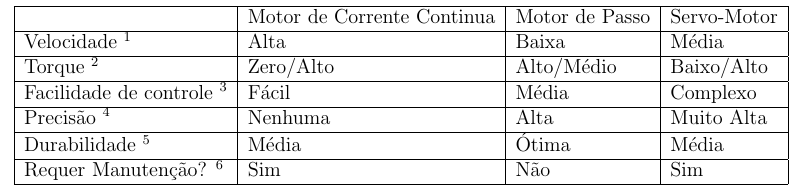 Motor de Corrente Continua Motor de Passo Servo-Motor
Velocidade ¹ Alta Baixa Média
Torque ² Zero/Alto Alto/Médio Baixo/Alto
Facilidade de controle ³ Fácil Média Complexo
Precisão ⁴ Nenhuma Alta Muito Alta
Durabilidade ⁵ Média Ótima Média
Requer Manutenção? ⁶ Sim Não Sim